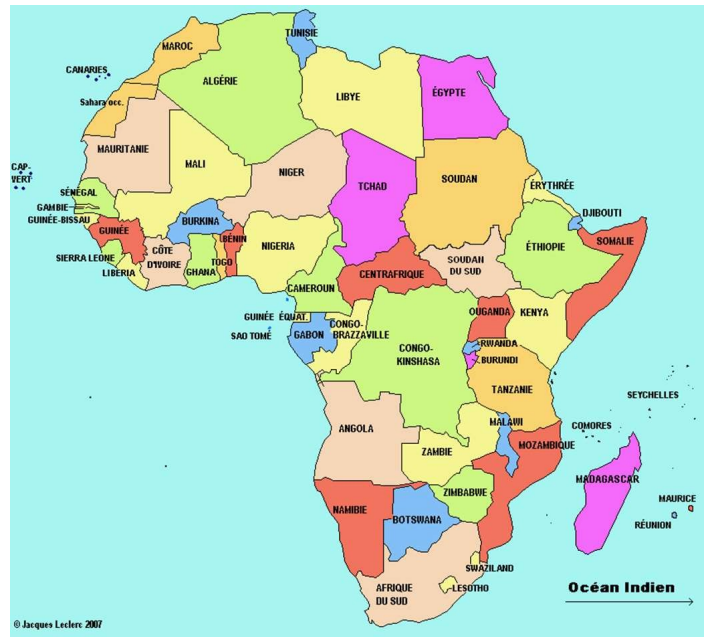 TUNISIE
MAROC
CANARIES
ALGÉRIE
LIBYE
ÉGYPTE
Sahara occ.
MAURITANIE
MALI
NIGER
TCHAD
SOUDAN
CAP-
VERT
SÉNÉGAL
ÉRYTHRÉE
GAMBIE
GUINÉE-BISSAU
BURKINA
DJIBOUTI
GUINÉE
BÉNIN
NIGERIA
ÉTHIOPIE
SOMALIE
SIERRA LEONE
CÔTE
D'IVOIRE
GHANA
TOGO
SOUDAN
DU SUD
LIBERIA
CENTRAFRIQUE
CAMEROUN
GUINÉE ÉQUAT.
OUGANDA
KENYA
SAO TOMÉ
GABON
CONGO-
BRAZZAVILLE
CONGO-
KINSHASA
RWANDA
BURUNDI
TANZANIE
SEYCHELLES
ANGOLA
MALAWI
COMORES
ZAMBIE
MOZAMBIQUE
MADAGASCAR
ZIMBABWE
MAURICE
NAMIBIE
BOTSWANA
RÉUNION
SWAZILAND
AFRIQUE
DU SUD
LESOTHO
Océan Indien
© Jacques Leclerc 2007